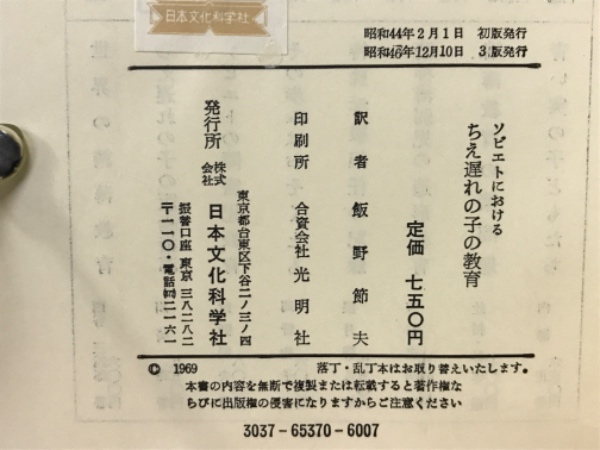 日本文化科学社
昭和44年2月1日 初版発行
昭和46年12月10日 3版発行
ソビエトにおける
ちえ遅れの子の教育
定価 七五〇円
訳者 飯野節夫
印刷所 合資会社光明社
発行所 株式会社 日本文化科学社
東京都台東区下谷二ノ三ノ四
振替口座 東京 三八二八二
〒一一〇・電話
© 1969 落丁・乱丁本はお取り替えいたします。
本書の内容を無断で複製または転載すると著作権な
らびに出版権の侵害になりますからご注意ください
3037-65370-6007